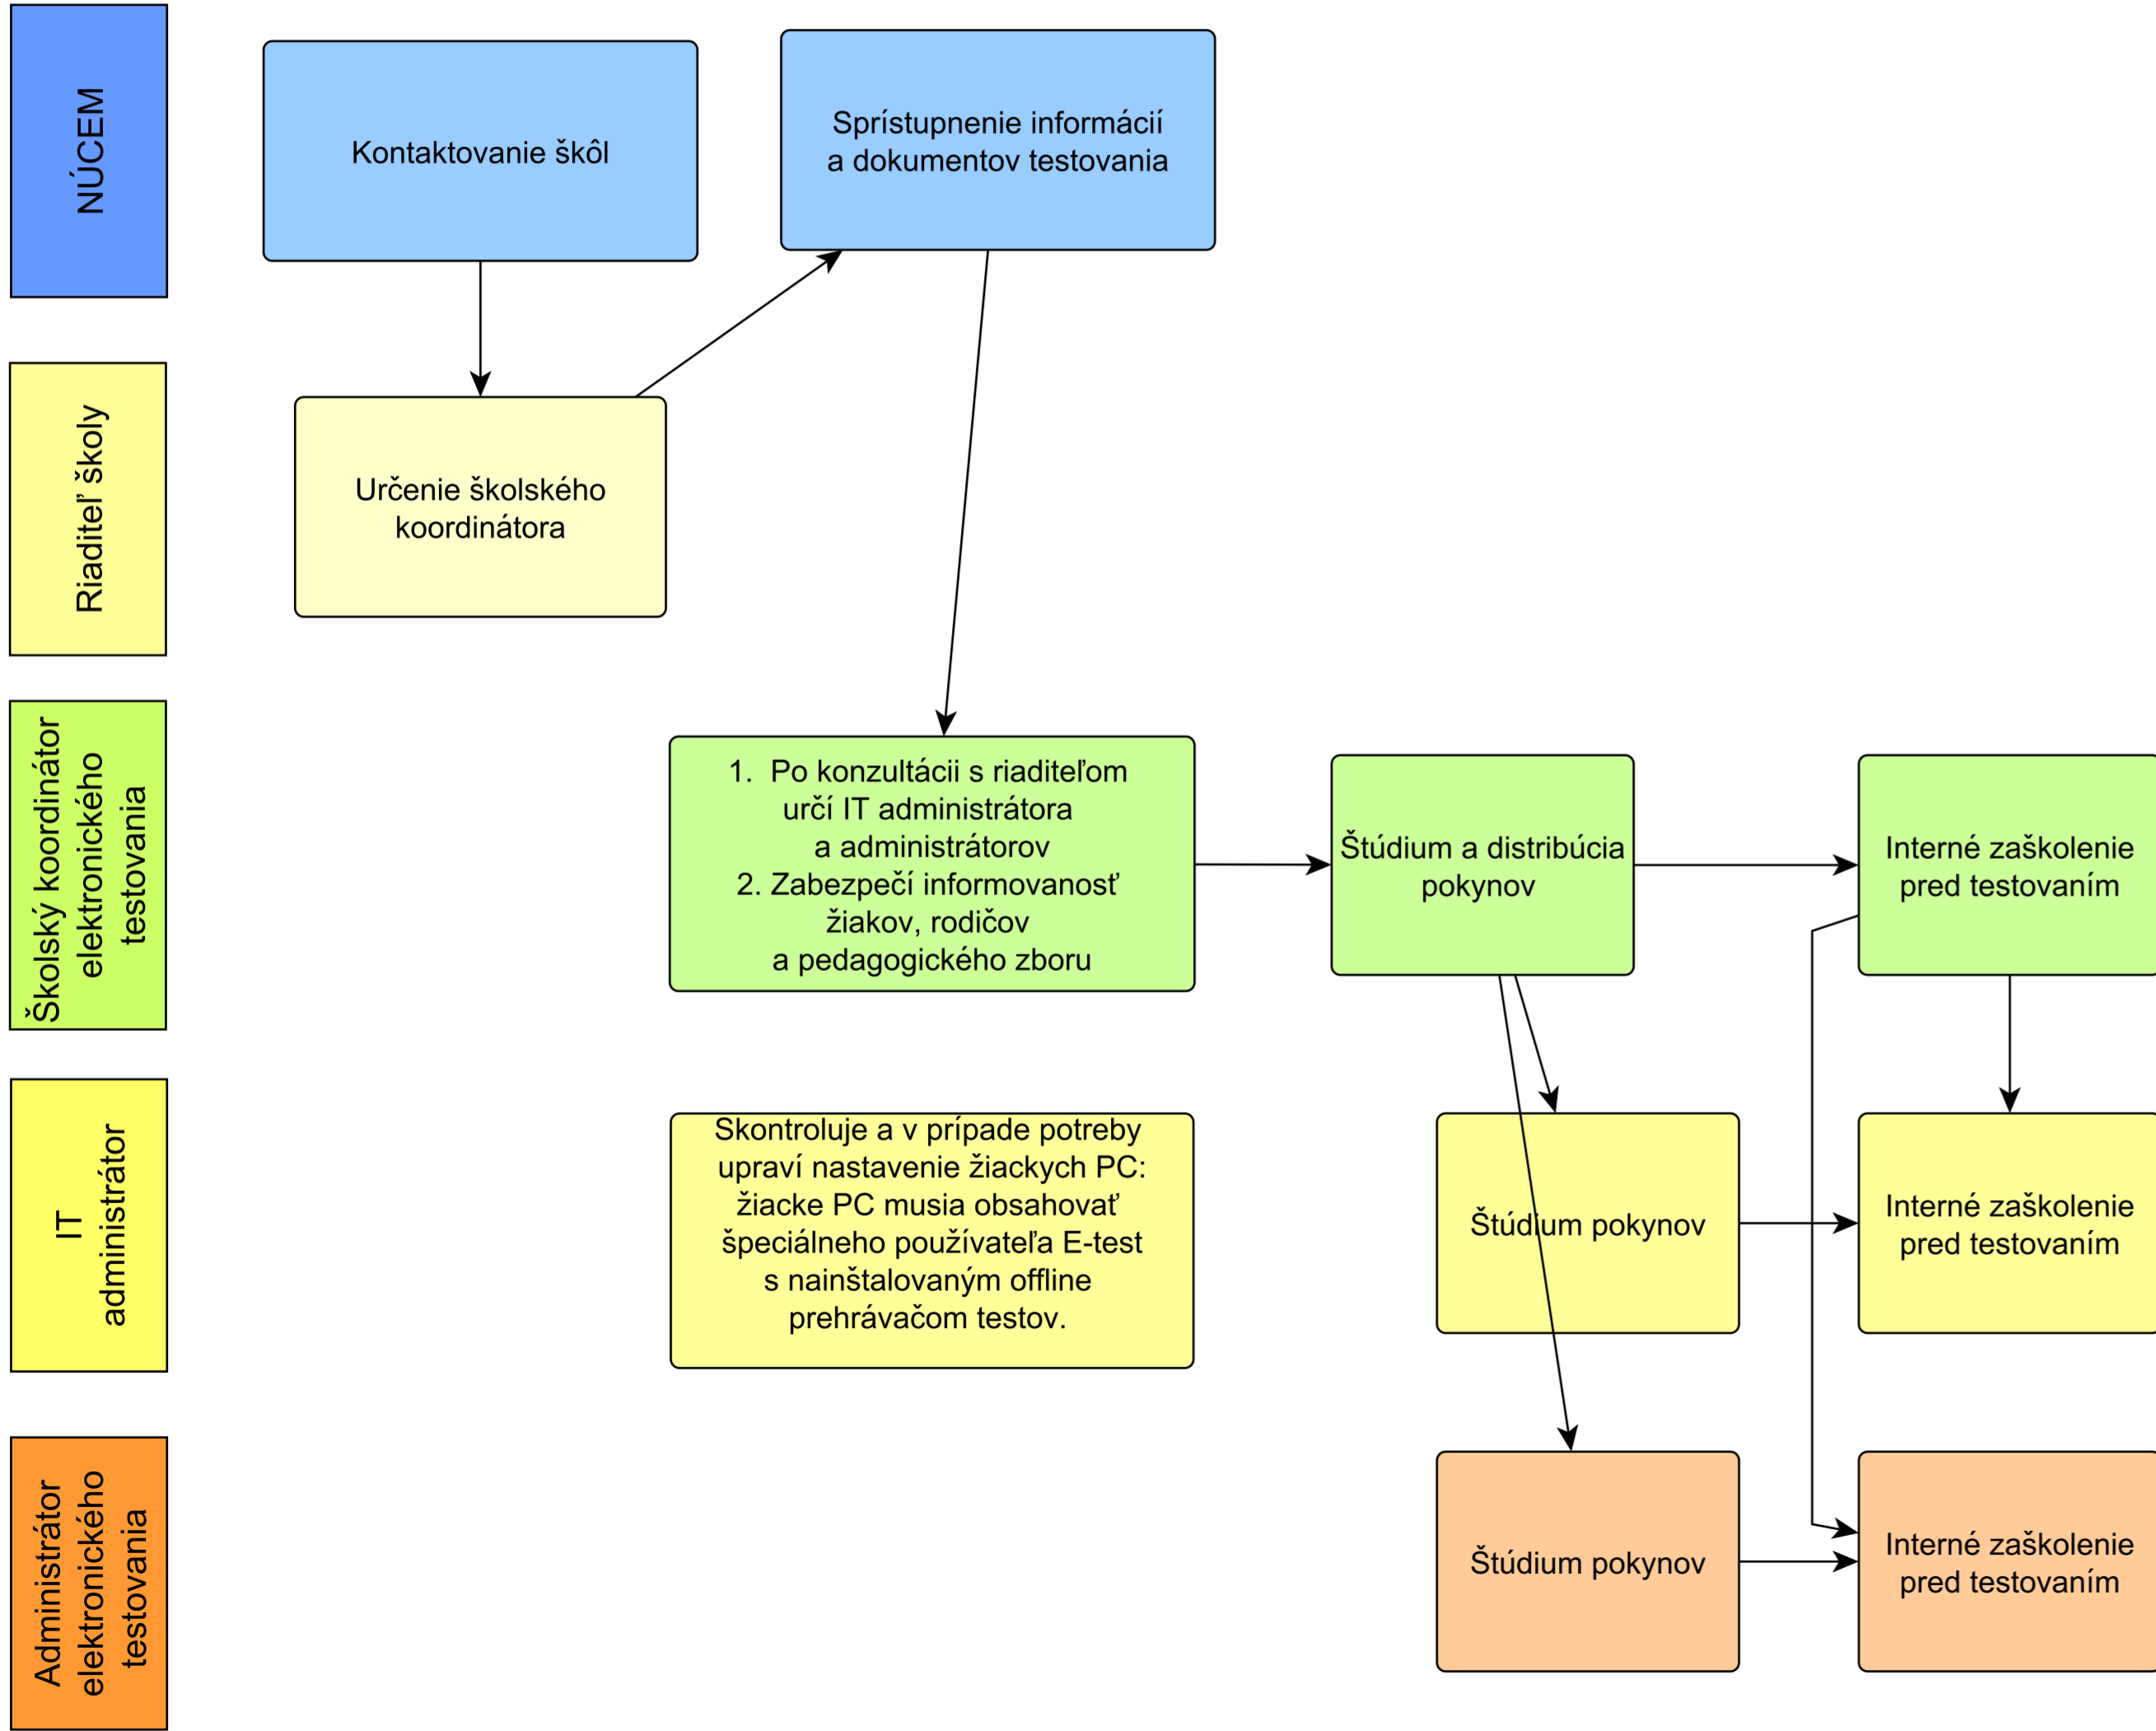 NÚCEM
Kontaktovanie škôl
Sprístupnenie informácií
a dokumentov testovania
Riaditeľ školy
Určenie školského
koordinátora
Školský koordinátor
elektronického
testovania
1.  Po konzultácii s riaditeľom
určí IT administrátora
a administrátorov
2. Zabezpečí informovanosť
žiakov, rodičov
a pedagogického zboru
Štúdium a distribúcia
pokynov
Interné zaškolenie
pred testovaním
IT
administrátor
Skontroluje a v prípade potreby
upraví nastavenie žiackych PC:
žiacke PC musia obsahovať
špeciálneho používateľa E-test
s nainštalovaným offline
prehrávačom testov.
Štúdium pokynov
Interné zaškolenie
pred testovaním
Administrátor
elektronického
testovania
Štúdium pokynov
Interné zaškolenie
pred testovaním